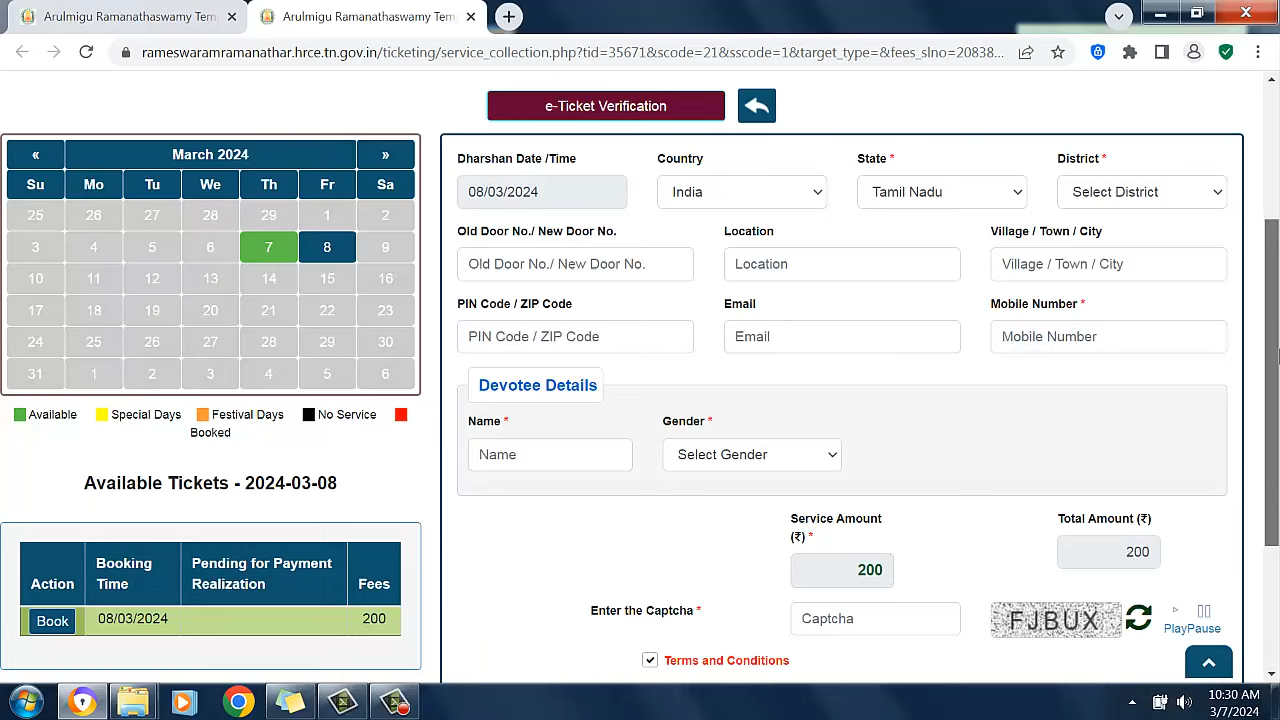 Arulmigu Ramanathaswamy Tem
Arulmigu Ramanathaswamy Tem
rameswaramramanathar.hrce.tn.gov.in/ticketing/service_collection.php?tid=35671&scode=21&sscode=1&target_type=&fees_slno=20838...
e-Ticket Verification
« March 2024 »
Su Mo Tu We Th Fr Sa
25 26 27 28 29 1 2
3 4 5 6 7 8 9
10 11 12 13 14 15 16
17 18 19 20 21 22 23
24 25 26 27 28 29 30
31 1 2 3 4 5 6
Available Special Days Festival Days No Service
Booked
Available Tickets - 2024-03-08
Action Booking Time Pending for Payment Realization Fees
Book 08/03/2024 200
Dharshan Date /Time Country State * District *
08/03/2024 India Tamil Nadu Select District
Old Door No./ New Door No. Location Village / Town / City
Old Door No./ New Door No. Location Village / Town / City
PIN Code / ZIP Code Email Mobile Number *
PIN Code / ZIP Code Email Mobile Number
Devotee Details
Name * Gender *
Name Select Gender
Service Amount (₹) * Total Amount (₹)
200 200
Enter the Captcha * Captcha FJBUX PlayPause
Terms and Conditions
10:30 AM
3/7/2024